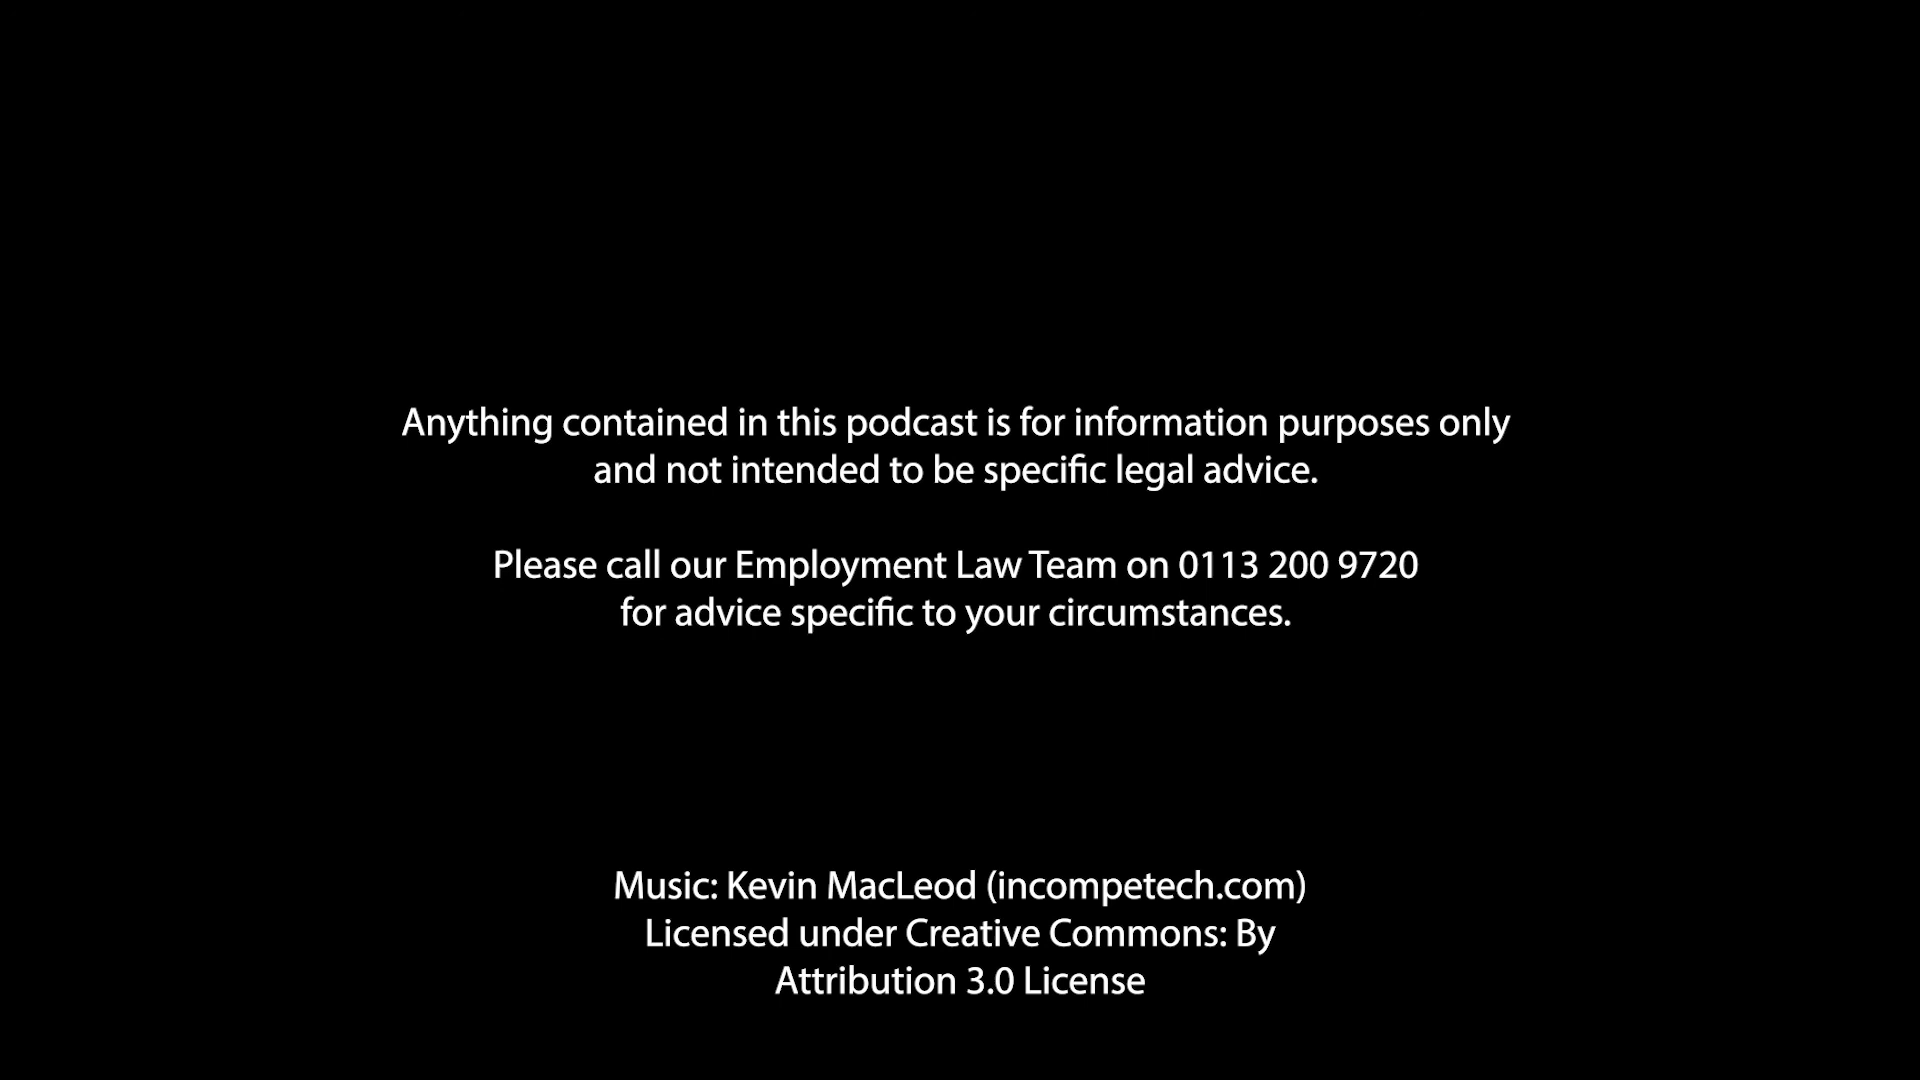 Anything contained in this podcast is for information purposes only
and not intended to be specific legal advice.
Please call our Employment Law Team on 0113 200 9720
for advice specific to your circumstances.
Music: Kevin MacLeod (incompetech.com)
Licensed under Creative Commons: By
Attribution 3.0 License